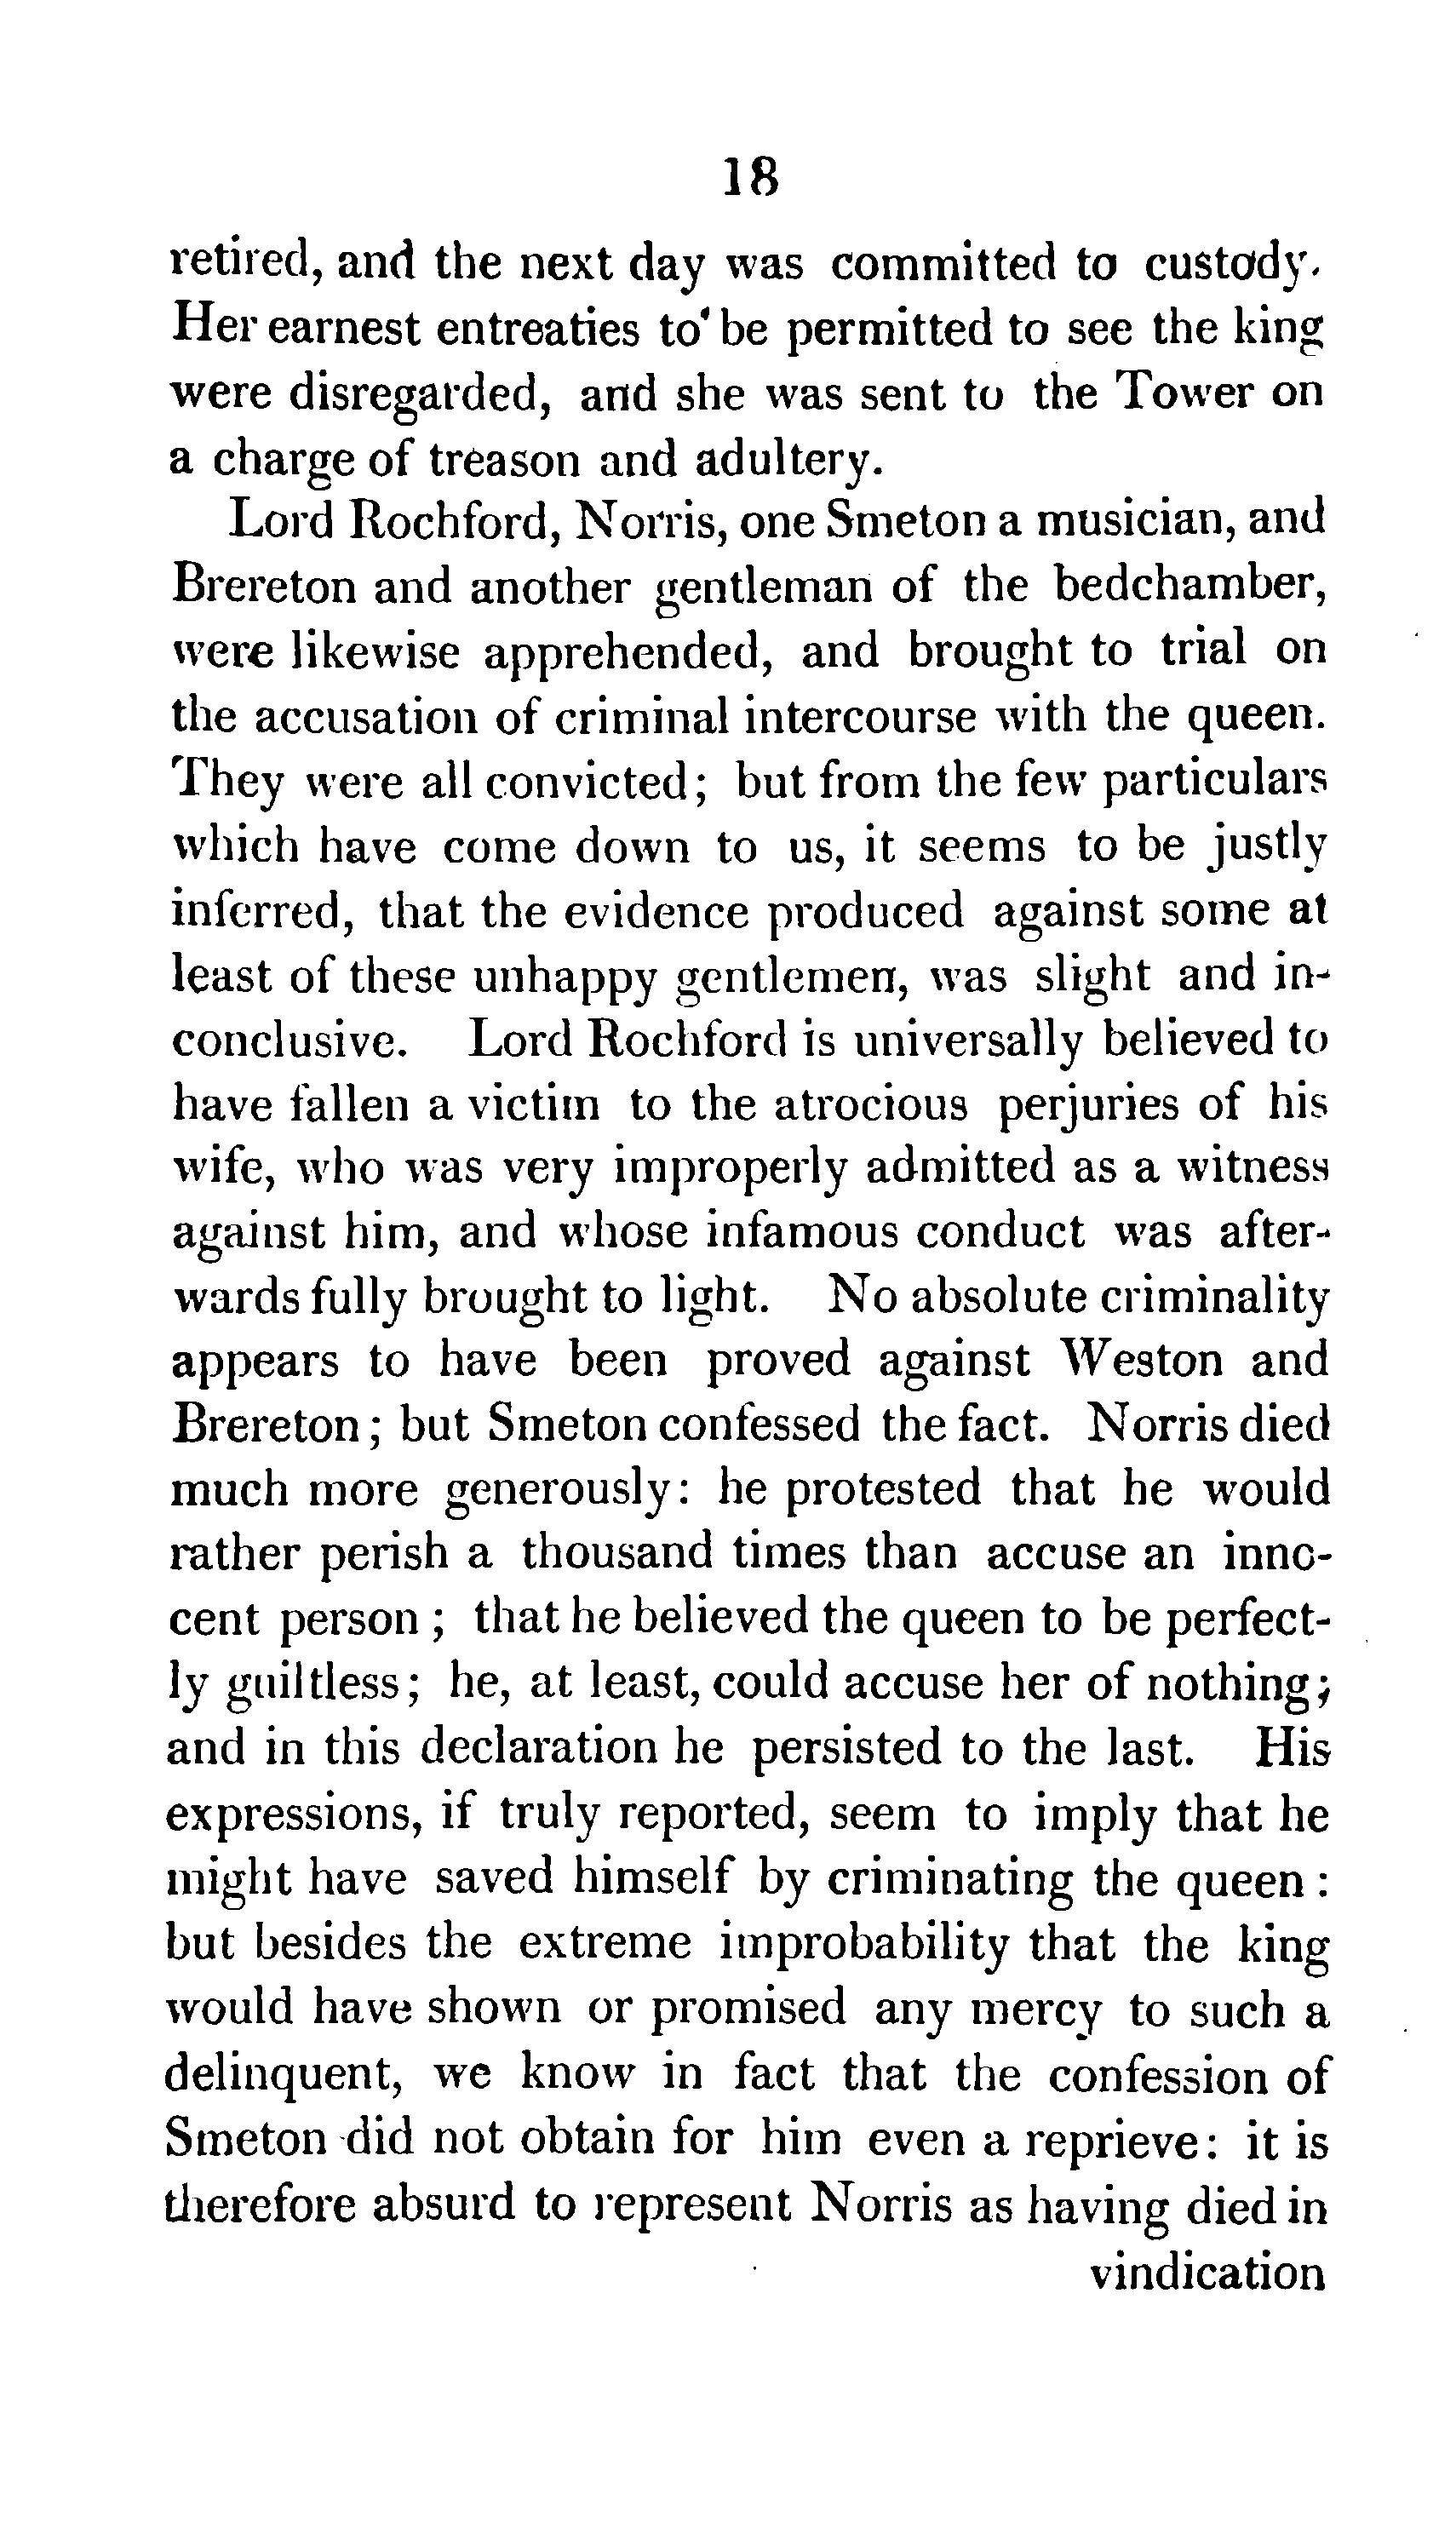 18
retired, and the next day was committed to custody.
Her earnest entreaties to' be permitted to see the king
were disregarded, and she was sent to the Tower on
a charge of treason and adultery.
Lord Rochford, Norris, one Smeton a musician, and
Brereton and another gentleman of the bedchamber,
were likewise apprehended, and brought to trial on
the accusation of criminal intercourse with the queen.
They were all convicted; but from the few particulars
which have come down to us, it seems to be justly
inferred, that the evidence produced against some at
least of these unhappy gentlemen, was slight and in-
conclusive. Lord Rochford is universally believed to
have fallen a victim to the atrocious perjuries of his
wife, who was very improperly admitted as a witness
against him, and whose infamous conduct was after-
wards fully brought to light. No absolute criminality
appears to have been proved against Weston and
Brereton; but Smeton confessed the fact. Norris died
much more generously: he protested that he would
rather perish a thousand times than accuse an inno-
cent person; that he believed the queen to be perfect-
ly guiltless; he, at least, could accuse her of nothing;
and in this declaration he persisted to the last. His
expressions, if truly reported, seem to imply that he
might have saved himself by criminating the queen:
but besides the extreme improbability that the king
would have shown or promised any mercy to such a
delinquent, we know in fact that the confession of
Smeton did not obtain for him even a reprieve: it is
therefore absurd to represent Norris as having died in
vindication